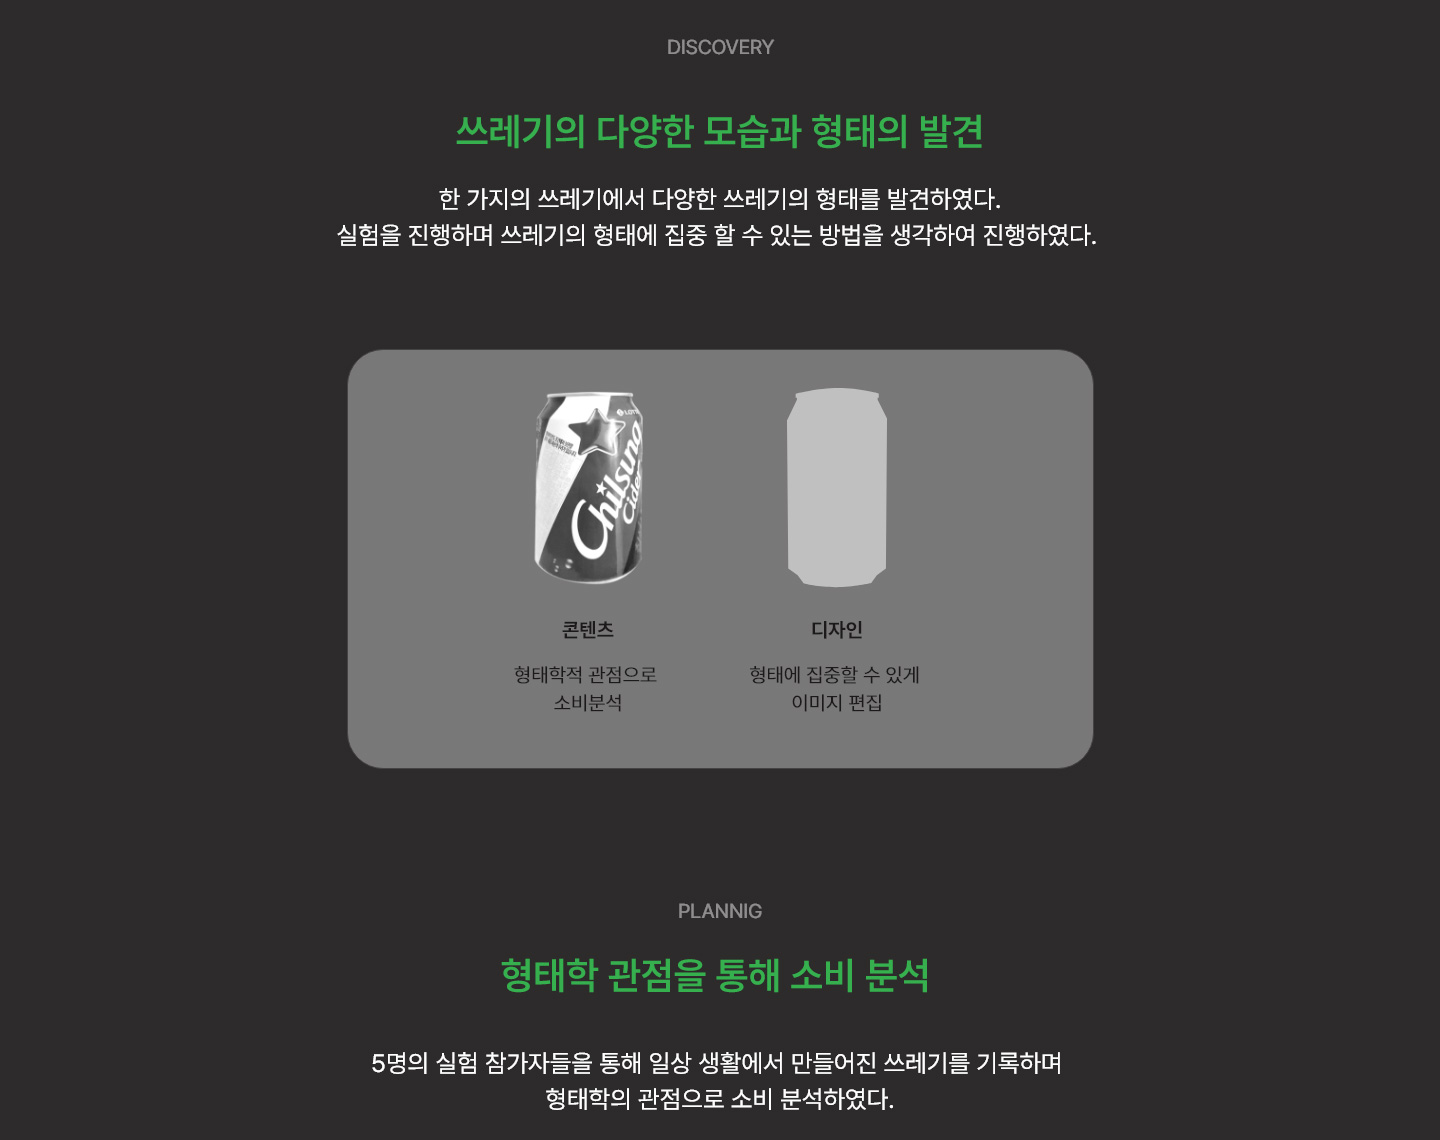 DISCOVERY
쓰레기의 다양한 모습과 형태의 발견
한 가지의 쓰레기에서 다양한 쓰레기의 형태를 발견하였다.
실험을 진행하며 쓰레기의 형태에 집중 할 수 있는 방법을 생각하여 진행하였다.
LOTTE
Chilsung
Cider
콘텐츠
디자인
형태학적 관점으로
소비분석
형태에 집중할 수 있게
이미지 편집
PLANNIG
형태학 관점을 통해 소비 분석
5명의 실험 참가자들을 통해 일상 생활에서 만들어진 쓰레기를 기록하며
형태학의 관점으로 소비 분석하였다.